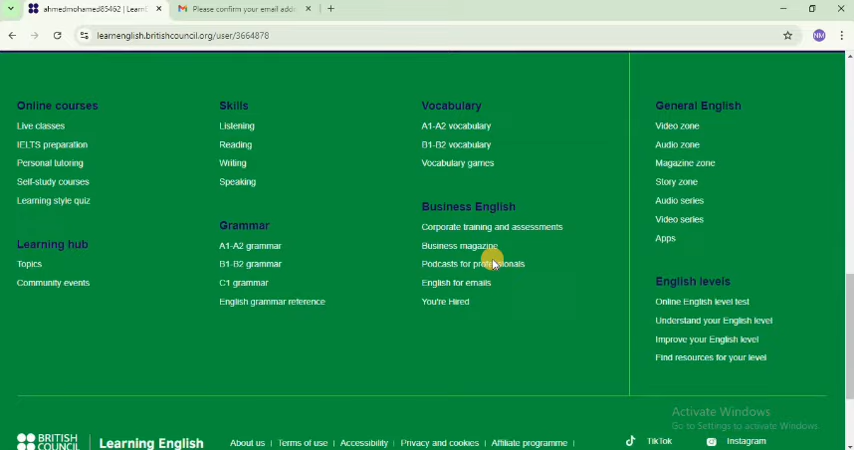 ahmedmohamed85462 | Learn
Please confirm your email add
learnenglish.britishcouncil.org/user/3664878
NM
Online courses
Live classes
IELTS preparation
Personal tutoring
Self-study courses
Learning style quiz
Learning hub
Topics
Community events
Skills
Listening
Reading
Writing
Speaking
Grammar
A1-A2 grammar
B1-B2 grammar
C1 grammar
English grammar reference
Vocabulary
A1-A2 vocabulary
B1-B2 vocabulary
Vocabulary games
Business English
Corporate training and assessments
Business magazine
Podcasts for professionals
English for emails
You're Hired
General English
Video zone
Audio zone
Magazine zone
Story zone
Audio series
Video series
Apps
English levels
Online English level test
Understand your English level
Improve your English level
Find resources for your level
Activate Windows
Go to Settings to activate Windows.
BRITISH COUNCIL | Learning English
About us | Terms of use | Accessibility | Privacy and cookies | Affiliate programme |
TikTok Instagram